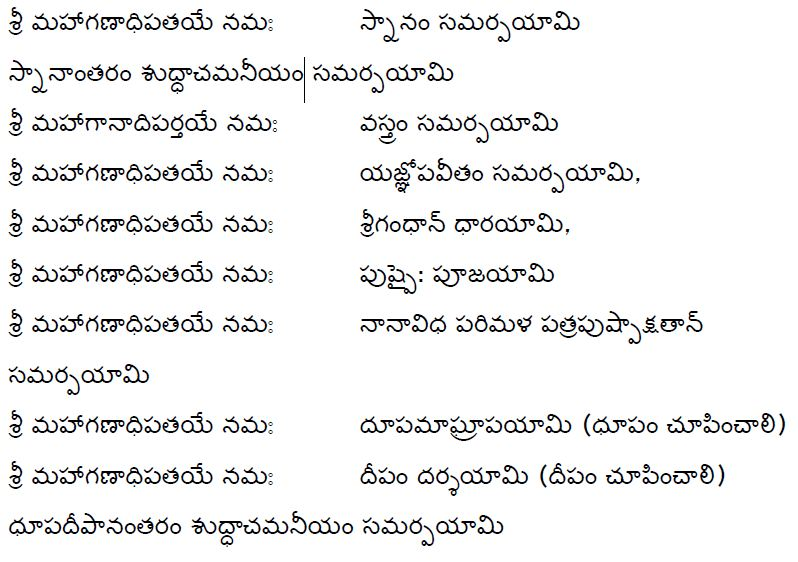 శ్రీ మహాగణాధిపతయే నమః స్నానం సమర్పయామి
స్నానాంతరం శుద్ధాచమనీయం సమర్పయామి
శ్రీ మహాగానాదిపర్తయే నమః వస్త్రం సమర్పయామి
శ్రీ మహాగణాధిపతయే నమః యజ్ఞోపవీతం సమర్పయామి,
శ్రీ మహాగణాధిపతయే నమః శ్రీగంధాన్ ధారయామి,
శ్రీ మహాగణాధిపతయే నమః పుష్పై: పూజయామి
శ్రీ మహాగణాధిపతయే నమః నానావిధ పరిమళ పత్రపుష్పాక్షతాన్
సమర్పయామి
శ్రీ మహాగణాధిపతయే నమః దూపమాఘ్రాపయామి (ధూపం చూపించాలి)
శ్రీ మహాగణాధిపతయే నమః దీపం దర్శయామి (దీపం చూపించాలి)
ధూపదీపానంతరం శుద్ధాచమనీయం సమర్పయామి